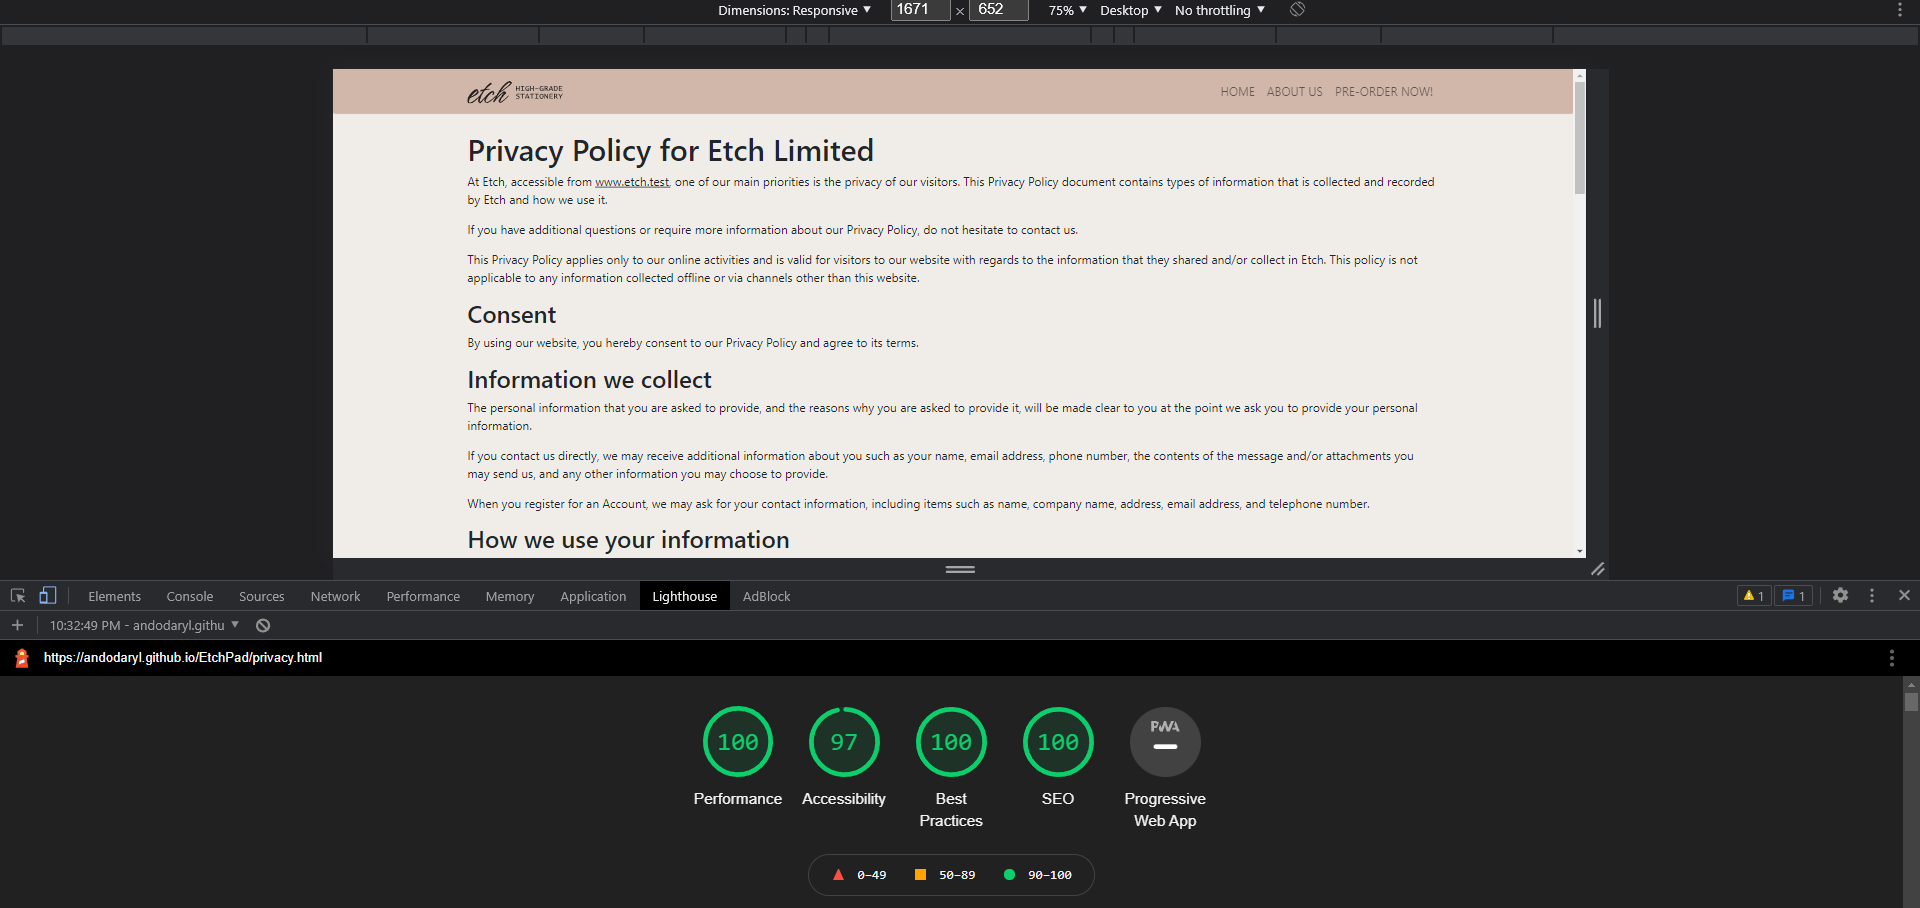 Dimensions: Responsive 1671 × 652 75% Desktop No throttling
etch HIGH-GRADE STATIONERY HOME ABOUT US PRE-ORDER NOW!
Privacy Policy for Etch Limited
At Etch, accessible from www.etch.test, one of our main priorities is the privacy of our visitors. This Privacy Policy document contains types of information that is collected and recorded
by Etch and how we use it.
If you have additional questions or require more information about our Privacy Policy, do not hesitate to contact us.
This Privacy Policy applies only to our online activities and is valid for visitors to our website with regards to the information that they shared and/or collect in Etch. This policy is not
applicable to any information collected offline or via channels other than this website.
Consent
By using our website, you hereby consent to our Privacy Policy and agree to its terms.
Information we collect
The personal information that you are asked to provide, and the reasons why you are asked to provide it, will be made clear to you at the point we ask you to provide your personal
information.
If you contact us directly, we may receive additional information about you such as your name, email address, phone number, the contents of the message and/or attachments you
may send us, and any other information you may choose to provide.
When you register for an Account, we may ask for your contact information, including items such as name, company name, address, email address, and telephone number.
How we use your information
Elements Console Sources Network Performance Memory Application Lighthouse AdBlock 1 1
10:32:49 PM - andodaryl.githu
https://andodaryl.github.io/EtchPad/privacy.html
100 97 100 100 PWA
Performance Accessibility Best Practices SEO Progressive Web App
0–49 50–89 90–100